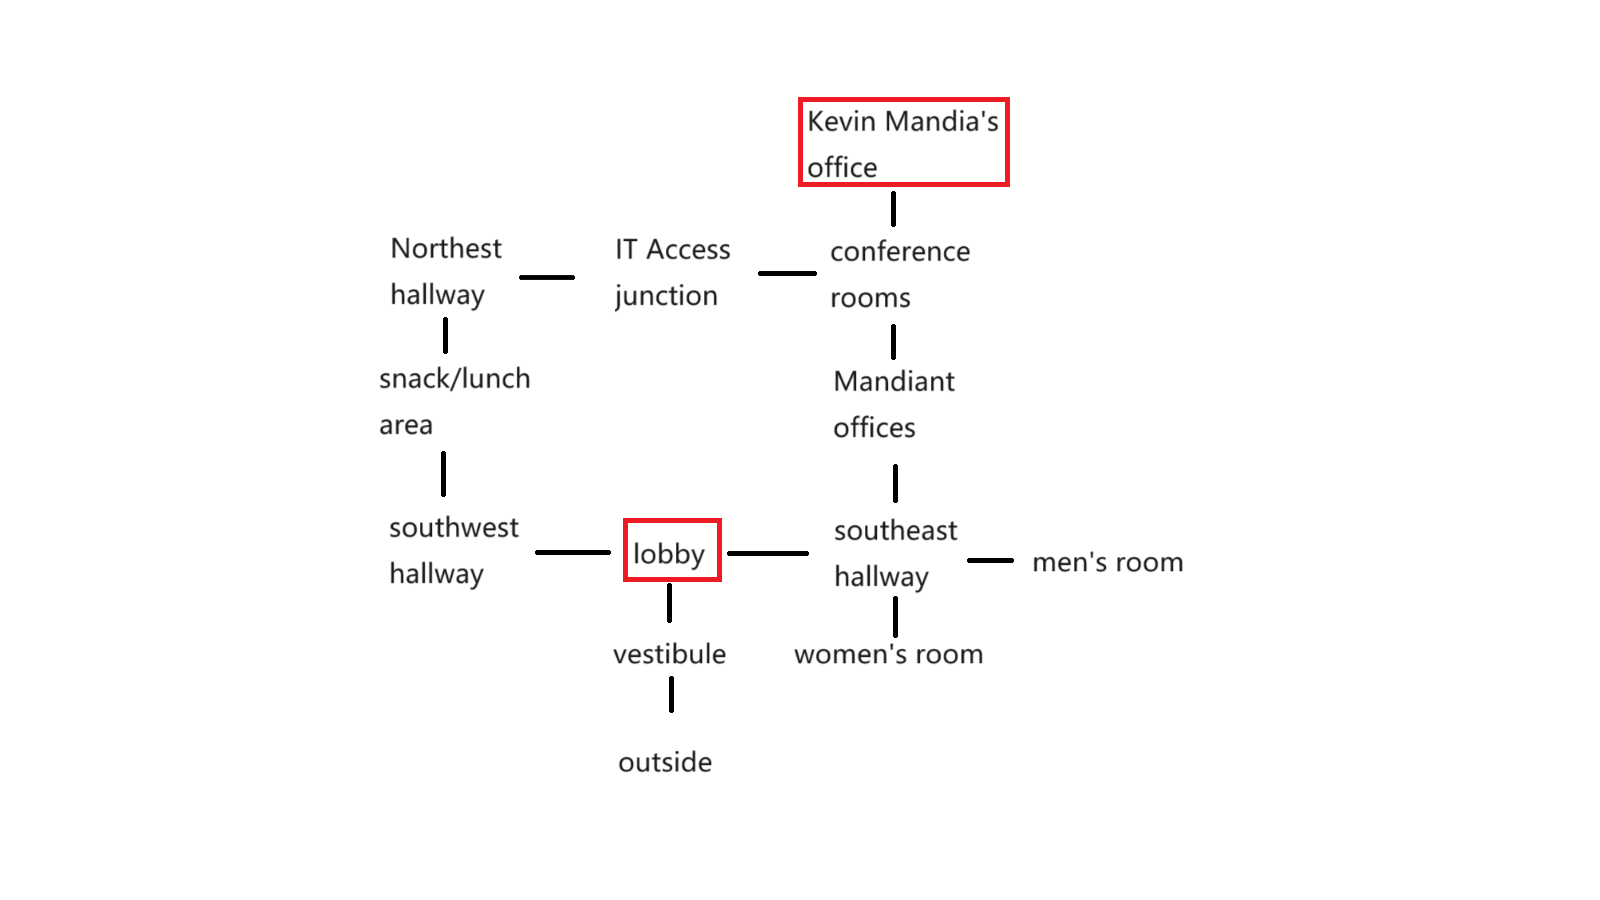 Kevin Mandia's
office
Northest
hallway
IT Access
junction
conference
rooms
snack/lunch
area
Mandiant
offices
southwest
hallway
lobby
southeast
hallway
men's room
vestibule
women's room
outside